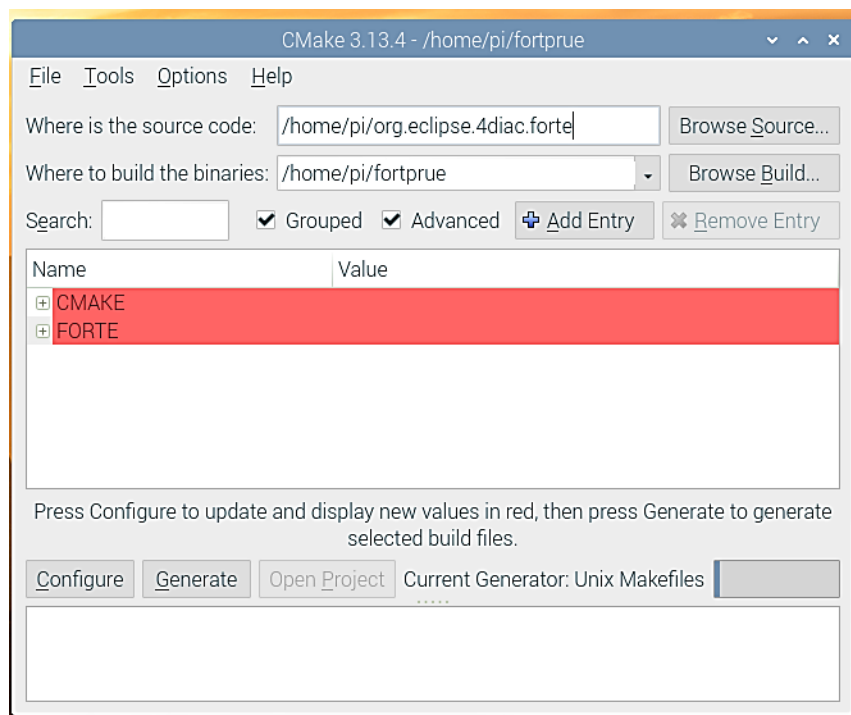 CMake 3.13.4 - /home/pi/fortprue
File Tools Options Help
Where is the source code: /home/pi/org.eclipse.4diac.forte Browse Source...
Where to build the binaries: /home/pi/fortprue Browse Build...
Search: Grouped Advanced Add Entry Remove Entry
Name Value
CMAKE
FORTE
Press Configure to update and display new values in red, then press Generate to generate
selected build files.
Configure Generate Open Project Current Generator: Unix Makefiles